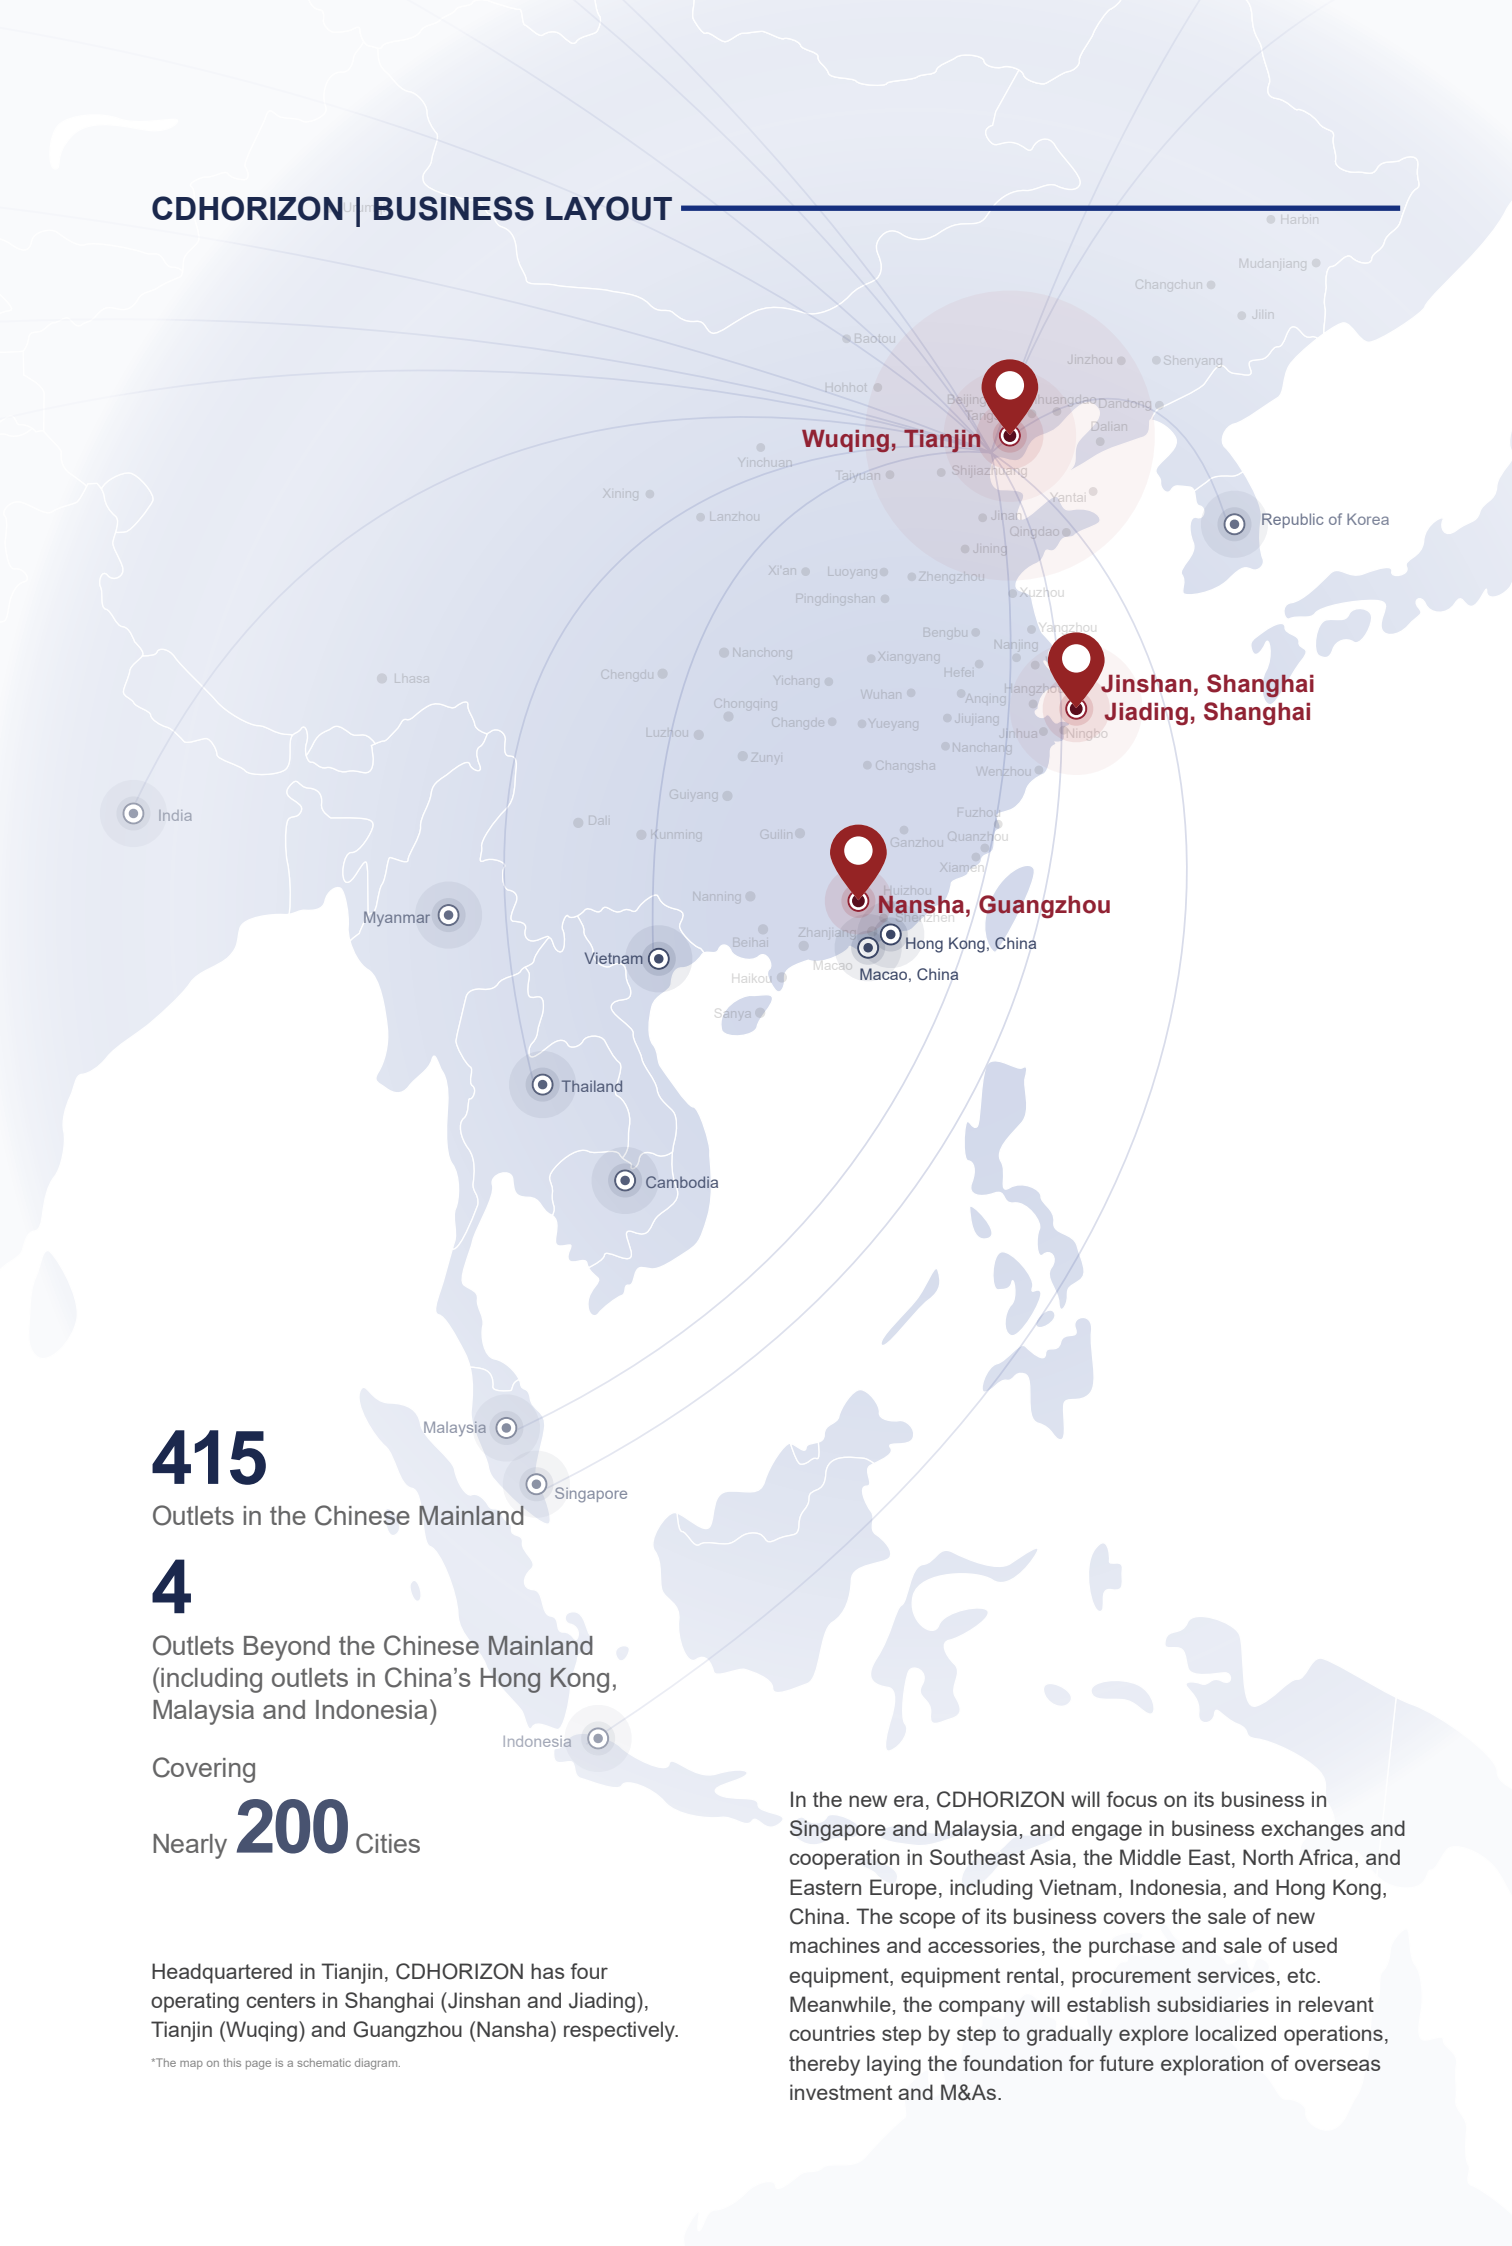 CDHORIZON | BUSINESS LAYOUT
Harbin
Mudanjiang
Changchun
Jilin
Baotou
Jinzhou
Shenyang
Hohhot
Beijing
huangdao
Dandong
Tang
Dalian
Wuqing, Tianjin
Yinchuan
Taiyuan
Shijiazhuang
Xining
Yantai
Lanzhou
Jinan
Qingdao
Republic of Korea
Jining
Xi'an
Luoyang
Zhengzhou
Pingdingshan
Xuzhou
Bengbu
Yangzhou
Nanjing
Nanchong
Xiangyang
Hefei
Chengdu
Lhasa
Yichang
Hangzhou
Jinshan, Shanghai
Wuhan
Anqing
Chongqing
Jiading, Shanghai
Changde
Yueyang
Jiujiang
Luzhou
Jinhua
Ningbo
Nanchang
Zunyi
Changsha
Wenzhou
Guiyang
India
Dali
Kunming
Guilin
Fuzhou
Ganzhou
Quanzhou
Xiamen
Huizhou
Nanning
Nansha, Guangzhou
Shenzhen
Myanmar
Zhanjiang
Beihai
Hong Kong, China
Vietnam
Macao
Macao, China
Haikou
Sanya
Thailand
Cambodia
Malaysia
Singapore
415
Outlets in the Chinese Mainland
4
Outlets Beyond the Chinese Mainland
(including outlets in China’s Hong Kong,
Malaysia and Indonesia)
Indonesia
Covering
Nearly 200 Cities
Headquartered in Tianjin, CDHORIZON has four
operating centers in Shanghai (Jinshan and Jiading),
Tianjin (Wuqing) and Guangzhou (Nansha) respectively.
*The map on this page is a schematic diagram.
In the new era, CDHORIZON will focus on its business in
Singapore and Malaysia, and engage in business exchanges and
cooperation in Southeast Asia, the Middle East, North Africa, and
Eastern Europe, including Vietnam, Indonesia, and Hong Kong,
China. The scope of its business covers the sale of new
machines and accessories, the purchase and sale of used
equipment, equipment rental, procurement services, etc.
Meanwhile, the company will establish subsidiaries in relevant
countries step by step to gradually explore localized operations,
thereby laying the foundation for future exploration of overseas
investment and M&As.